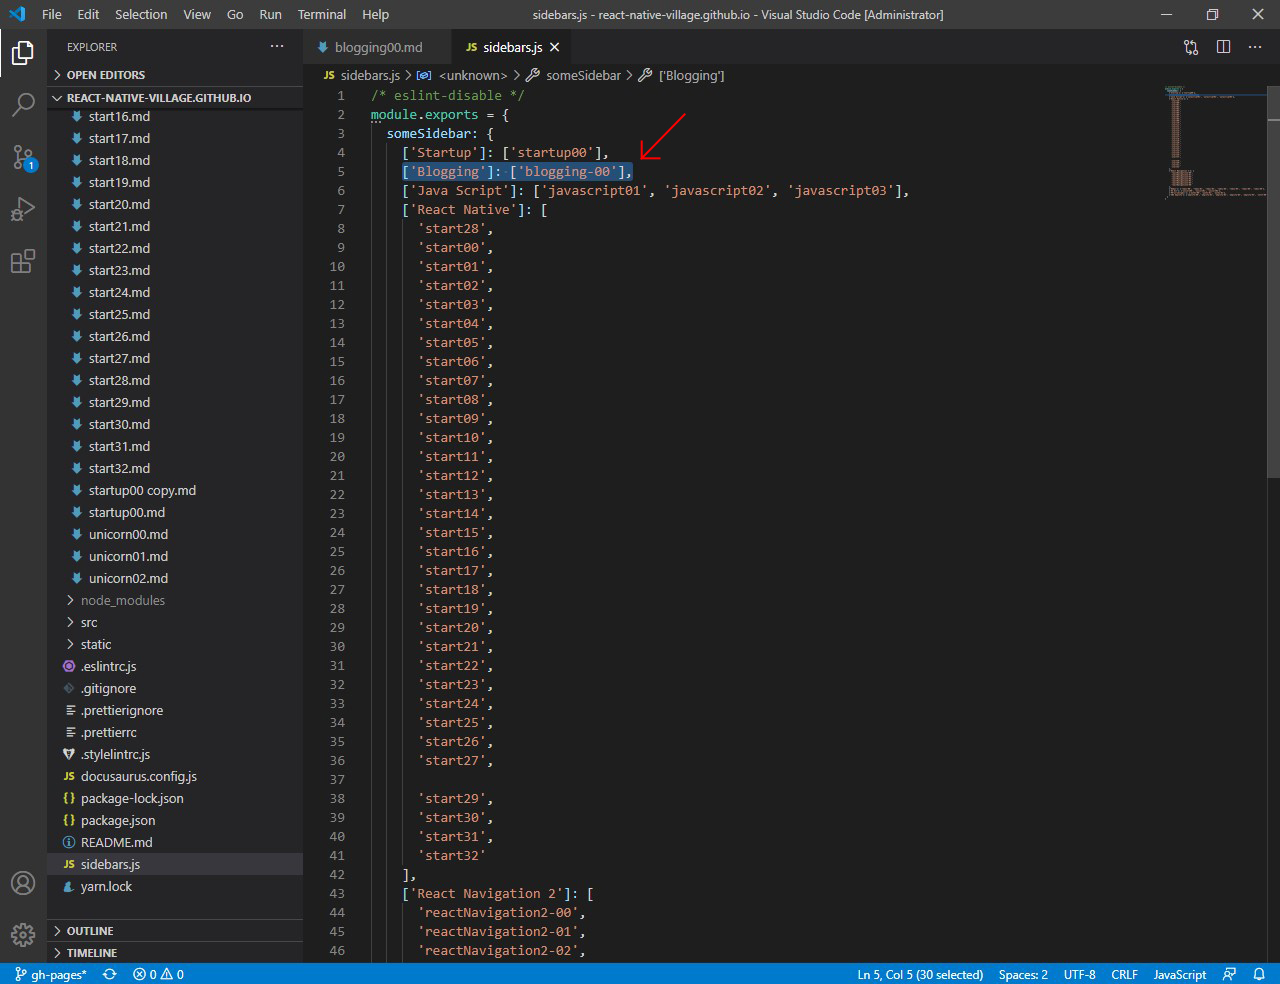 File Edit Selection View Go Run Terminal Help
sidebars.js - react-native-village.github.io - Visual Studio Code [Administrator]
EXPLORER
OPEN EDITORS
REACT-NATIVE-VILLAGE.GITHUB.IO
start16.md
start17.md
start18.md
start19.md
start20.md
start21.md
start22.md
start23.md
start24.md
start25.md
start26.md
start27.md
start28.md
start29.md
start30.md
start31.md
start32.md
startup00 copy.md
startup00.md
unicorn00.md
unicorn01.md
unicorn02.md
node_modules
src
static
.eslintrc.js
.gitignore
.prettierignore
.prettierrc
.stylelintrc.js
JS docusaurus.config.js
{} package-lock.json
{} package.json
README.md
JS sidebars.js
yarn.lock
OUTLINE
TIMELINE
1
blogging00.md
JS sidebars.js
JS sidebars.js > <unknown> > someSidebar > ['Blogging']
1 /* eslint-disable */
2 module.exports = {
3 someSidebar: {
4 ['Startup']: ['startup00'],
5 ['Blogging']: ['blogging-00'],
6 ['Java Script']: ['javascript01', 'javascript02', 'javascript03'],
7 ['React Native']: [
8 'start28',
9 'start00',
10 'start01',
11 'start02',
12 'start03',
13 'start04',
14 'start05',
15 'start06',
16 'start07',
17 'start08',
18 'start09',
19 'start10',
20 'start11',
21 'start12',
22 'start13',
23 'start14',
24 'start15',
25 'start16',
26 'start17',
27 'start18',
28 'start19',
29 'start20',
30 'start21',
31 'start22',
32 'start23',
33 'start24',
34 'start25',
35 'start26',
36 'start27',
37
38 'start29',
39 'start30',
40 'start31',
41 'start32'
42 ],
43 ['React Navigation 2']: [
44 'reactNavigation2-00',
45 'reactNavigation2-01',
46 'reactNavigation2-02',
gh-pages* 0 0
Ln 5, Col 5 (30 selected) Spaces: 2 UTF-8 CRLF JavaScript